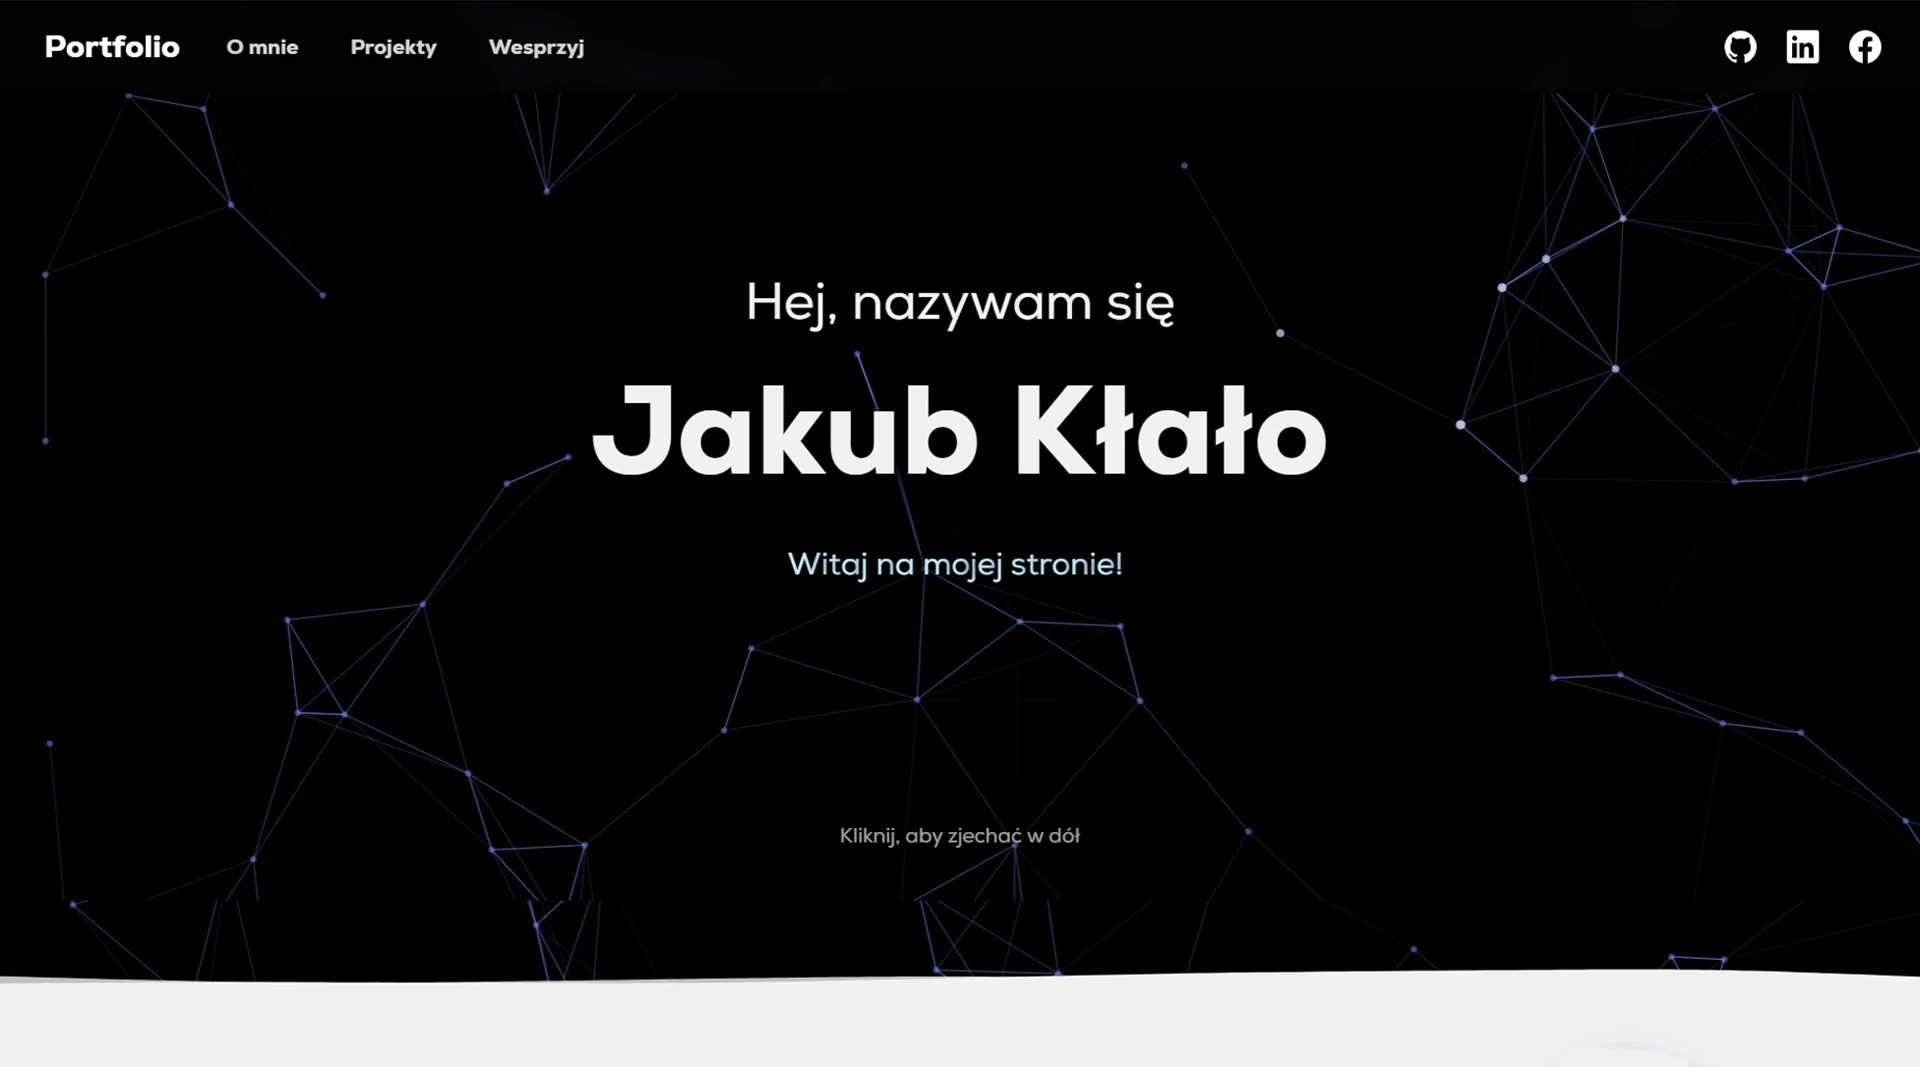 Portfolio O mnie Projekty Wesprzyj
Hej, nazywam się
Jakub Kłało
Witaj na mojej stronie!
Kliknij, aby zjechać w dół